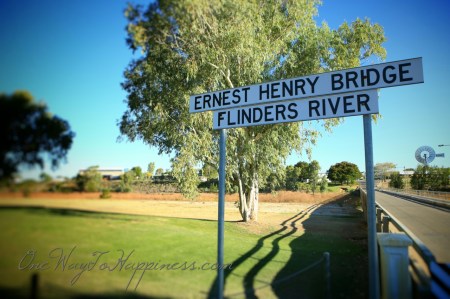 ERNEST HENRY BRIDGE
FLINDERS RIVER
OneWayToHappiness.com